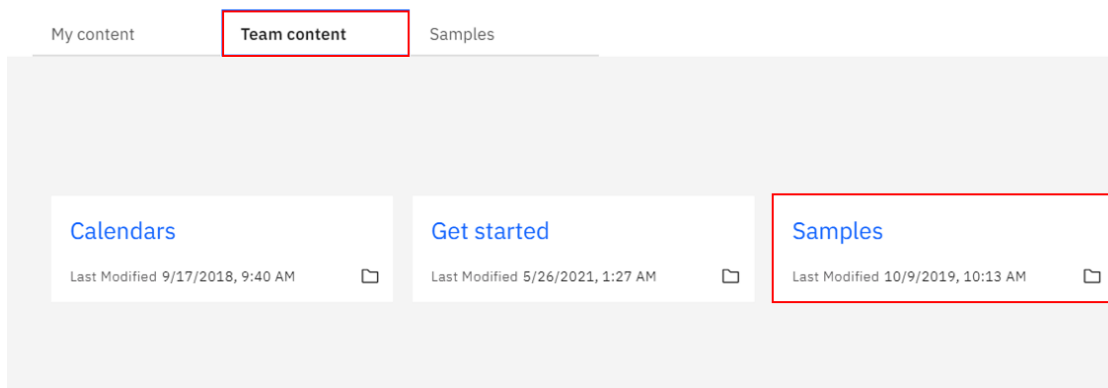 My content Team content Samples
Calendars Get started Samples
Last Modified 9/17/2018, 9:40 AM Last Modified 5/26/2021, 1:27 AM Last Modified 10/9/2019, 10:13 AM